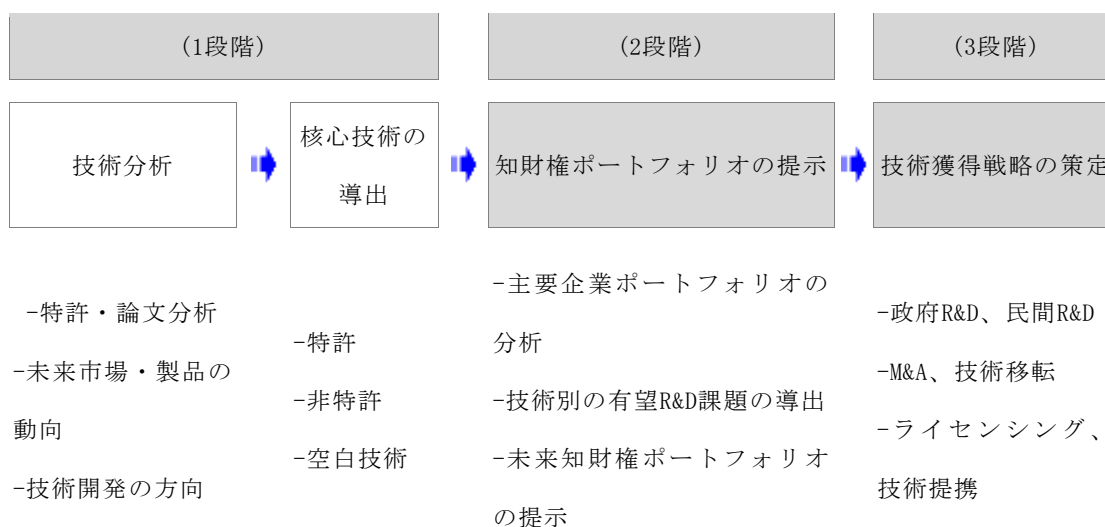 (1段階)
(2段階)
(3段階)
技術分析
核心技術の
導出
知財権ポートフォリオの提示
技術獲得戦略の策定
-特許・論文分析
-未来市場・製品の
動向
-技術開発の方向
-特許
-非特許
-空白技術
-主要企業ポートフォリオの
分析
-技術別の有望R&D課題の導出
-未来知財権ポートフォリオ
の提示
-政府R&D、民間R&D
-M&A、技術移転
-ライセンシング、
技術提携